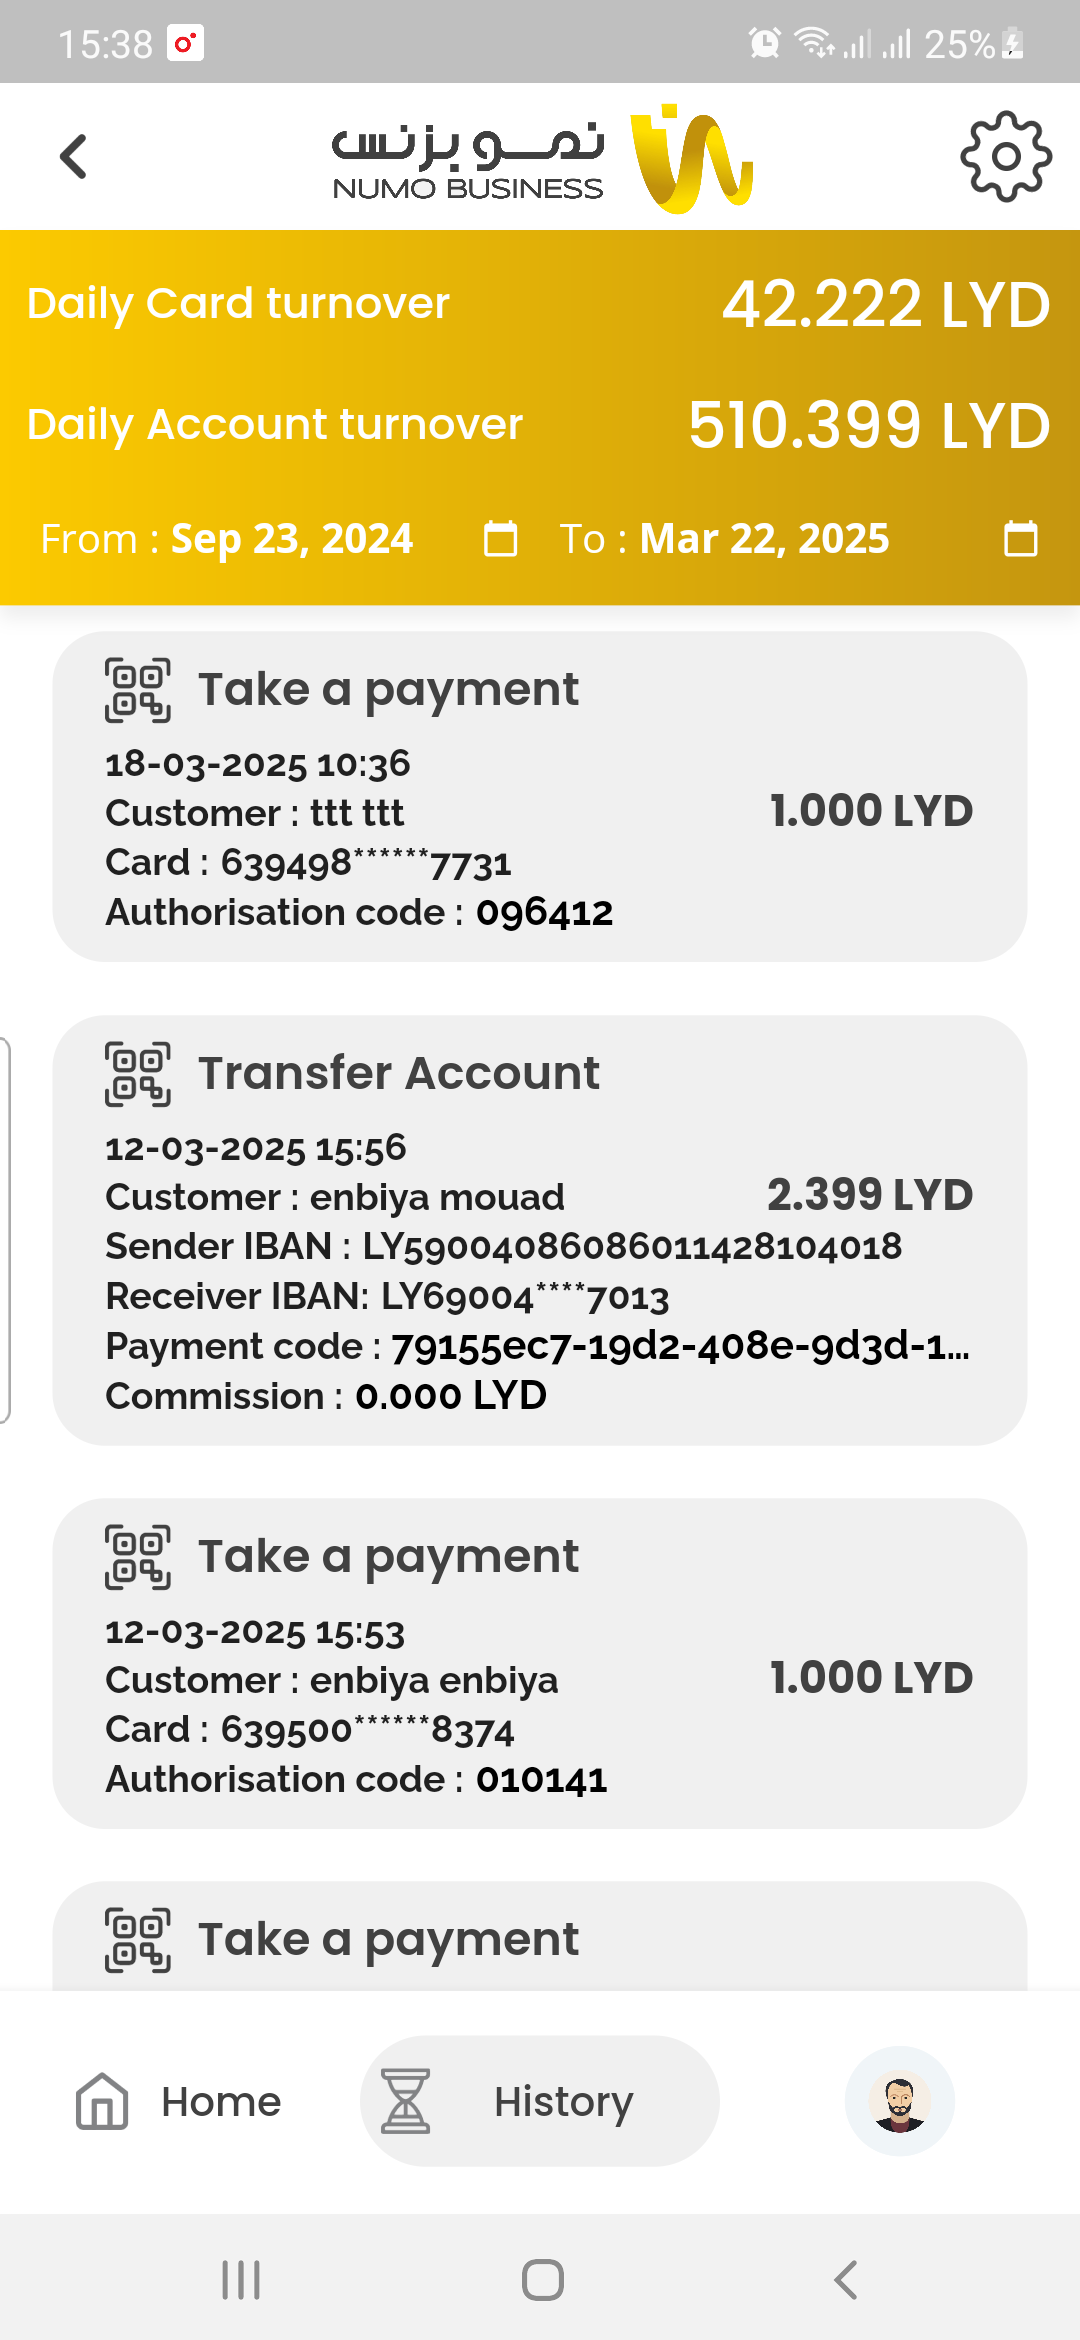 15:38
25%
نمو بزنس
NUMO BUSINESS
Daily Card turnover 42.222 LYD
Daily Account turnover 510.399 LYD
From : Sep 23, 2024 To : Mar 22, 2025
Take a payment
18-03-2025 10:36
Customer : ttt ttt
1.000 LYD
Card : 639498******7731
Authorisation code : 096412
Transfer Account
12-03-2025 15:56
Customer : enbiya mouad
2.399 LYD
Sender IBAN : LY59004086086011428104018
Receiver IBAN: LY69004****7013
Payment code : 79155ec7-19d2-408e-9d3d-1...
Commission : 0.000 LYD
Take a payment
12-03-2025 15:53
Customer : enbiya enbiya
1.000 LYD
Card : 639500******8374
Authorisation code : 010141
Take a payment
Home
History